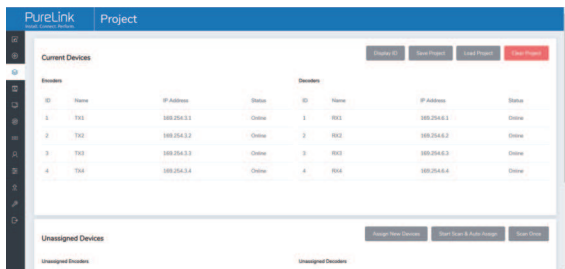 PureLink Project
Install. Connect. Perform.
Current Devices Display ID Save Project Load Project Clear Project
Encoders Decoders
ID Name IP Address Status ID Name IP Address Status
1 TX1 169.254.3.1 Online 1 RX1 169.254.6.1 Online
2 TX2 169.254.3.2 Online 2 RX2 169.254.6.2 Online
3 TX3 169.254.3.3 Online 3 RX3 169.254.6.3 Online
4 TX4 169.254.3.4 Online 4 RX4 169.254.6.4 Online
Unassigned Devices Assign New Devices Start Scan & Auto Assign Scan Once
Unassigned Encoders Unassigned Decoders